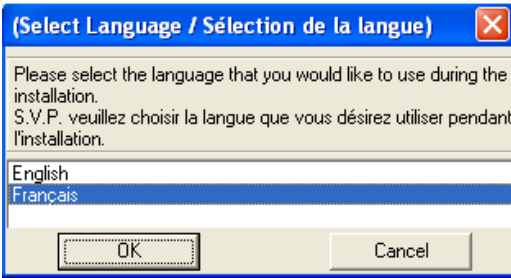 (Select Language / Sélection de la langue)
Please select the language that you would like to use during the
installation.
S.V.P. veuillez choisir la langue que vous désirez utiliser pendant
l'installation.
English
Français
OK
Cancel